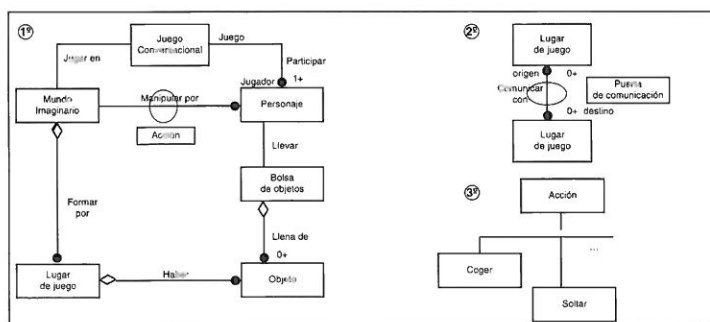 1º
Juego
Conversacional
Juego
Jugar en
Participar
1+
Jugador
Mundo
Imaginario
Manipular por
Personaje
Acción
Llevar
Bolsa
de objetos
Formar
por
Llena de
0+
Lugar
de juego
Haber
Objeto
2º
Lugar
de juego
origen
0+
Comunicar
con
Puerta
de comunicación
0+
destino
Lugar
de juego
3º
Acción
...
Coger
Soltar